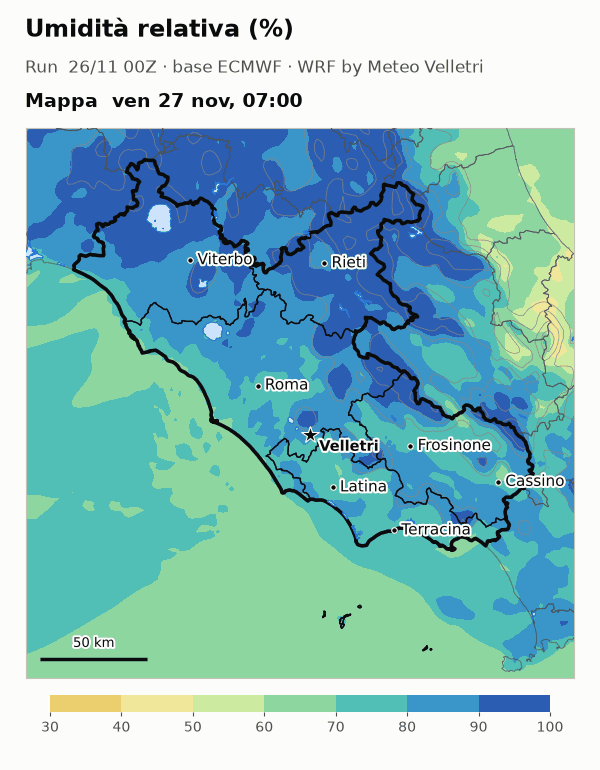 Umidità relativa (%)
Run  26/11 00Z · base ECMWF · WRF by Meteo Velletri
Mappa  ven 27 nov, 07:00
Viterbo
Rieti
Roma
Velletri
Frosinone
Cassino
Latina
Terracina
50 km
30 40 50 60 70 80 90 100